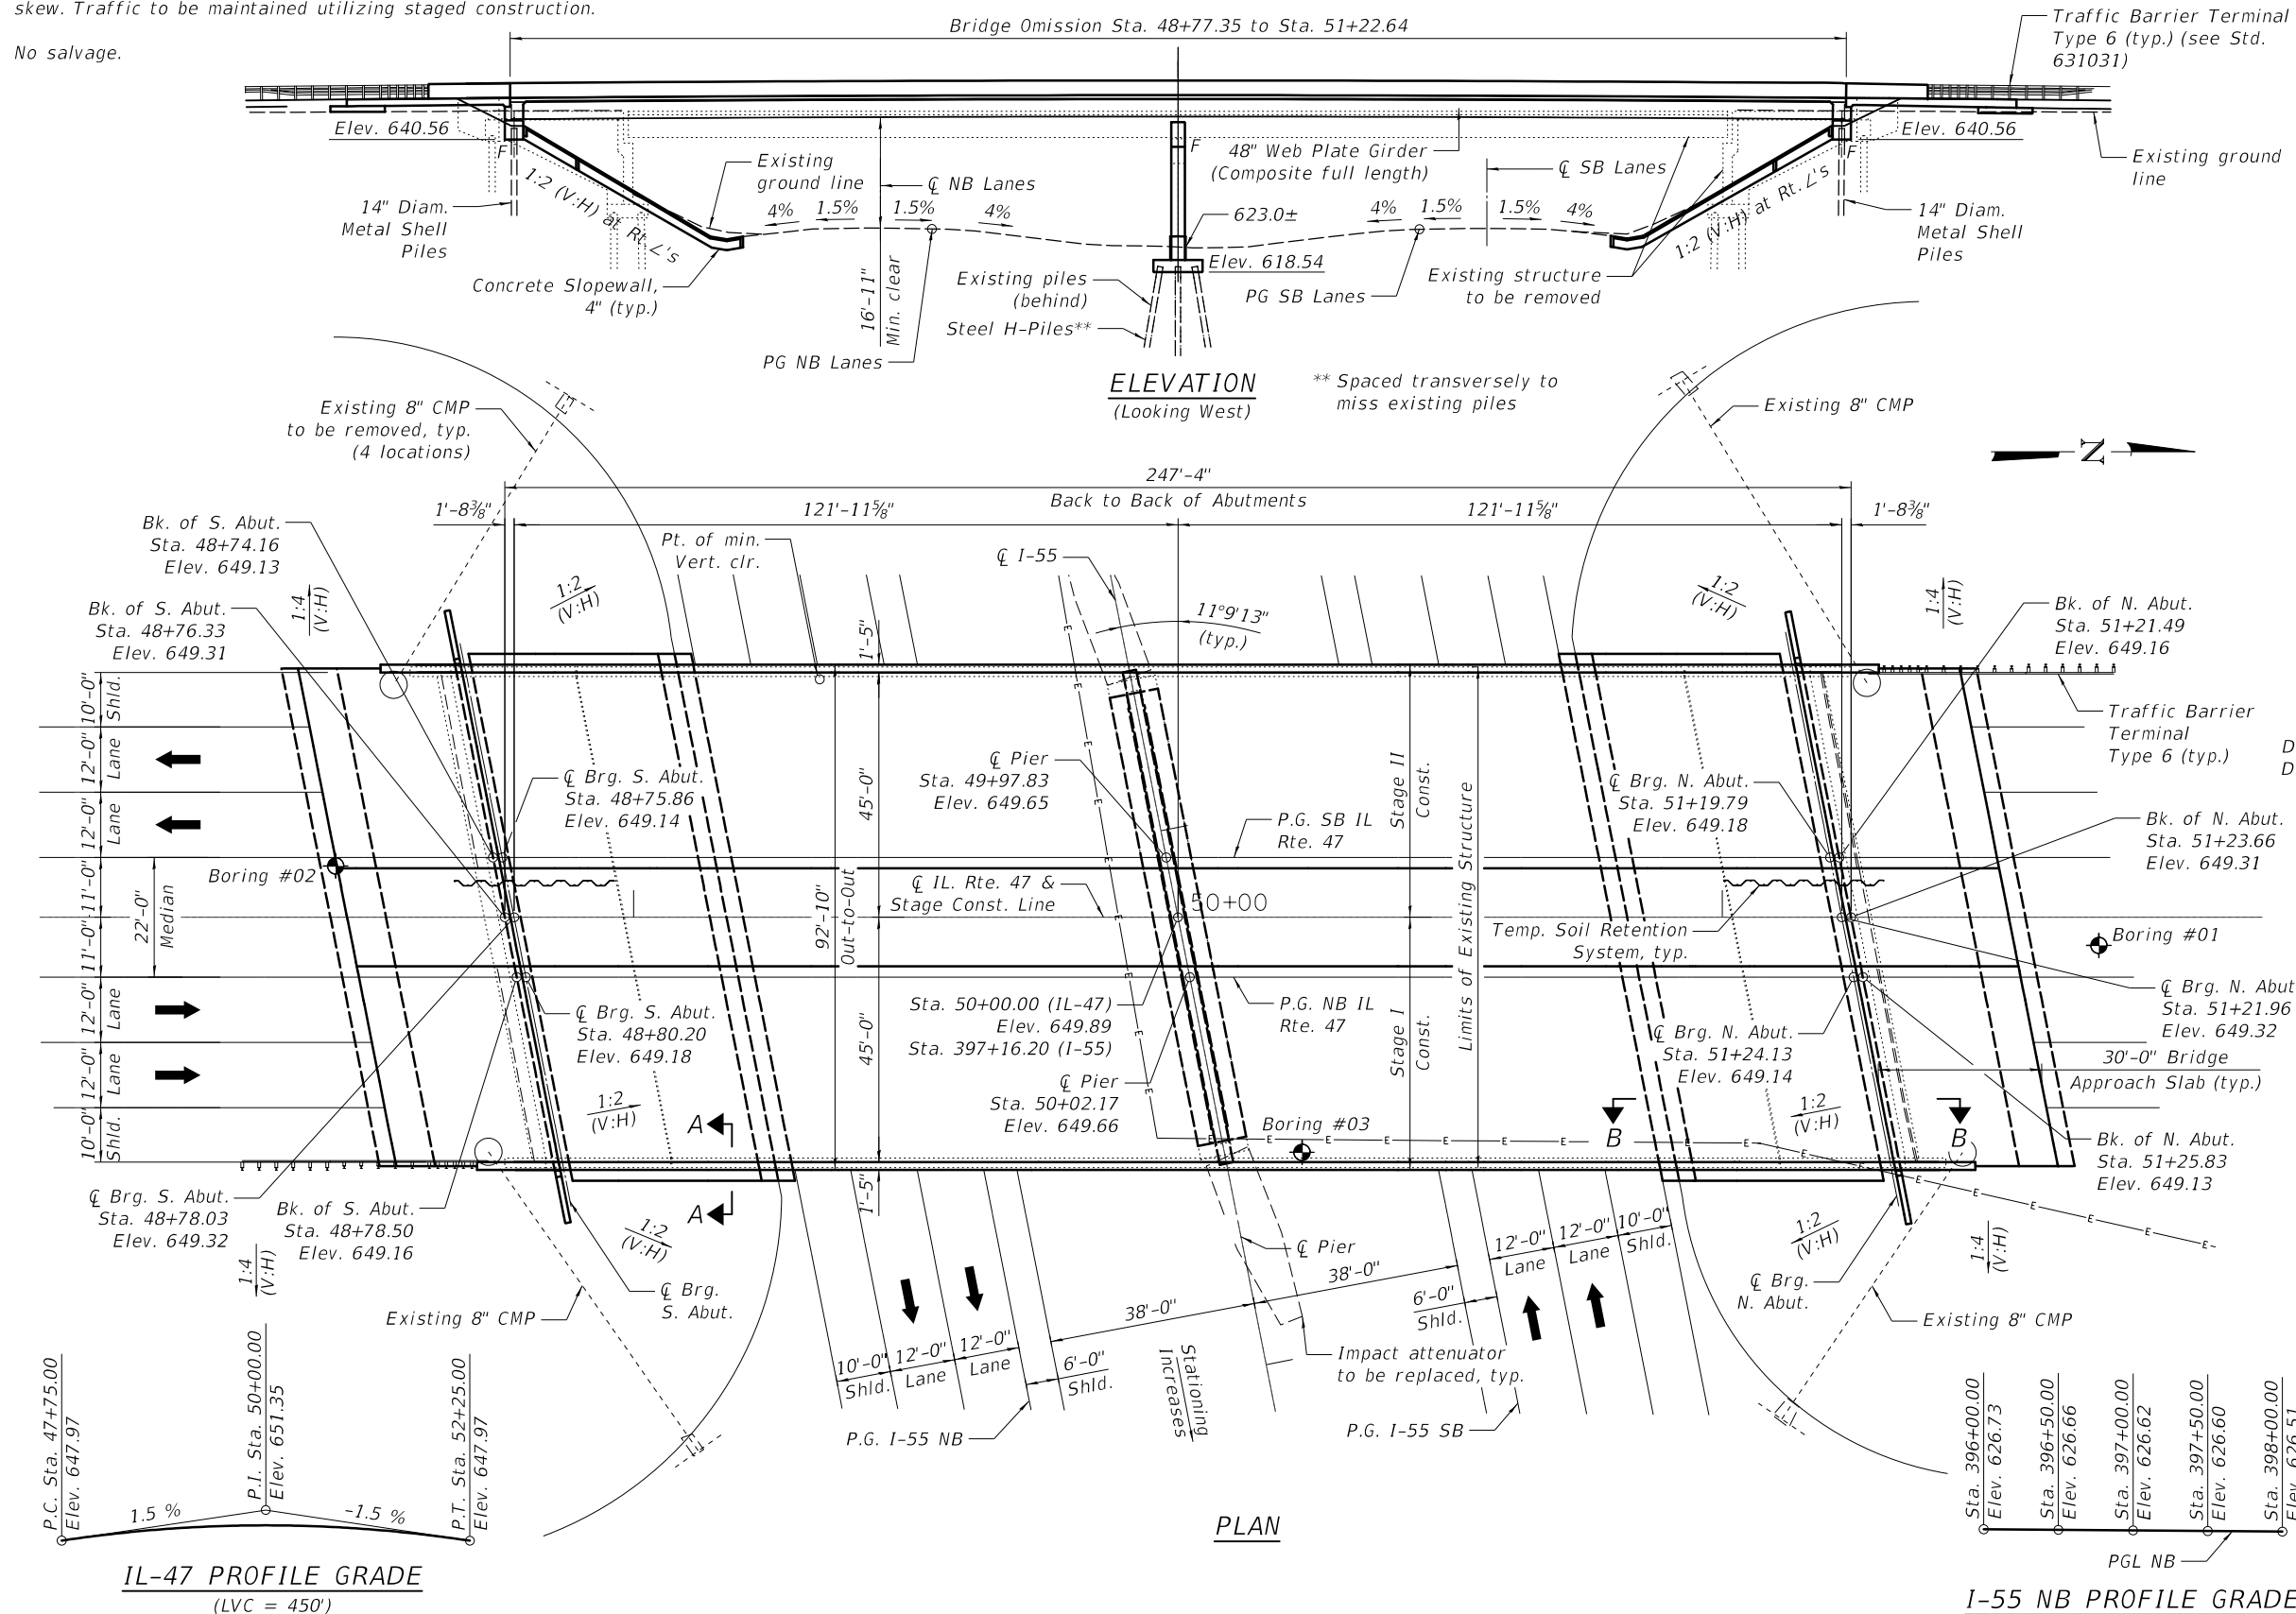 skew. Traffic to be maintained utilizing staged construction.
No salvage.
Bridge Omission Sta. 48+77.35 to Sta. 51+22.64
Traffic Barrier Terminal
Type 6 (typ.) (see Std.
631031)
Elev. 640.56
F
14" Diam.
Metal Shell
Piles
1:2 (V:H) at Rt. ∠'s
Concrete Slopewall,
4" (typ.)
Existing
ground line
℄ NB Lanes
4%
1.5%
1.5%
4%
16'-11"
Min. clear
PG NB Lanes
F
48" Web Plate Girder
(Composite full length)
623.0±
Elev. 618.54
Existing piles
(behind)
Steel H-Piles**
℄ SB Lanes
4%
1.5%
1.5%
4%
PG SB Lanes
Existing structure
to be removed
1:2 (V:H) at Rt. ∠'s
Elev. 640.56
F
14" Diam.
Metal Shell
Piles
Existing ground
line
ELEVATION
(Looking West)
** Spaced transversely to
miss existing piles
Existing 8" CMP
to be removed, typ.
(4 locations)
Existing 8" CMP
N
247'-4"
Back to Back of Abutments
1'-8⅜"
121'-11⅝"
121'-11⅝"
1'-8⅜"
Bk. of S. Abut.
Sta. 48+74.16
Elev. 649.13
Bk. of S. Abut.
Sta. 48+76.33
Elev. 649.31
1:4
(V:H)
1:2
(V:H)
Pt. of min.
Vert. clr.
℄ I-55
11°9'13"
(typ.)
1'-5"
1:2
(V:H)
1:4
(V:H)
Bk. of N. Abut.
Sta. 51+21.49
Elev. 649.16
10'-0"
Shld.
12'-0"
Lane
12'-0"
Lane
11'-0"
11'-0"
22'-0"
Median
12'-0"
Lane
12'-0"
Lane
10'-0"
Shld.
Boring #02
℄ Brg. S. Abut.
Sta. 48+75.86
Elev. 649.14
45'-0"
92'-10"
Out-to-Out
45'-0"
℄ Pier
Sta. 49+97.83
Elev. 649.65
℄ IL. Rte. 47 &
Stage Const. Line
50+00
P.G. SB IL
Rte. 47
Stage II
Const.
Limits of Existing Structure
Stage I
Const.
E
E
E
E
E
E
E
E
℄ Brg. N. Abut.
Sta. 51+19.79
Elev. 649.18
Traffic Barrier
Terminal
Type 6 (typ.)
D
D
Bk. of N. Abut.
Sta. 51+23.66
Elev. 649.31
Temp. Soil Retention
System, typ.
Boring #01
℄ Brg. S. Abut.
Sta. 48+80.20
Elev. 649.18
Sta. 50+00.00 (IL-47)
Elev. 649.89
Sta. 397+16.20 (I-55)
℄ Pier
Sta. 50+02.17
Elev. 649.66
P.G. NB IL
Rte. 47
℄ Brg. N. Abut.
Sta. 51+24.13
Elev. 649.14
℄ Brg. N. Abut
Sta. 51+21.96
Elev. 649.32
30'-0" Bridge
Approach Slab (typ.)
1:2
(V:H)
A
A
Boring #03
E
E
E
E
E
E
E
E
E
E
E
E
E
B
B
1:2
(V:H)
Bk. of N. Abut.
Sta. 51+25.83
Elev. 649.13
℄ Brg. S. Abut.
Sta. 48+78.03
Elev. 649.32
Bk. of S. Abut.
Sta. 48+78.50
Elev. 649.16
1:4
(V:H)
1:2
(V:H)
1'-5"
℄ Brg.
S. Abut.
Existing 8" CMP
℄ Pier
38'-0"
38'-0"
10'-0"
Shld.
12'-0"
Lane
12'-0"
Lane
6'-0"
Shld.
P.G. I-55 NB
Stationing
Increases
Impact attenuator
to be replaced, typ.
6'-0"
Shld.
12'-0"
Lane
12'-0"
Lane
10'-0"
Shld.
P.G. I-55 SB
℄ Brg.
N. Abut.
1:2
(V:H)
1:4
(V:H)
Existing 8" CMP
P.C. Sta. 47+75.00
Elev. 647.97
1.5 %
P.I. Sta. 50+00.00
Elev. 651.35
-1.5 %
P.T. Sta. 52+25.00
Elev. 647.97
IL-47 PROFILE GRADE
(LVC = 450')
PLAN
Sta. 396+00.00
Elev. 626.73
Sta. 396+50.00
Elev. 626.66
Sta. 397+00.00
Elev. 626.62
Sta. 397+50.00
Elev. 626.60
Sta. 398+00.00
Elev. 626.51
PGL NB
I-55 NB PROFILE GRADE